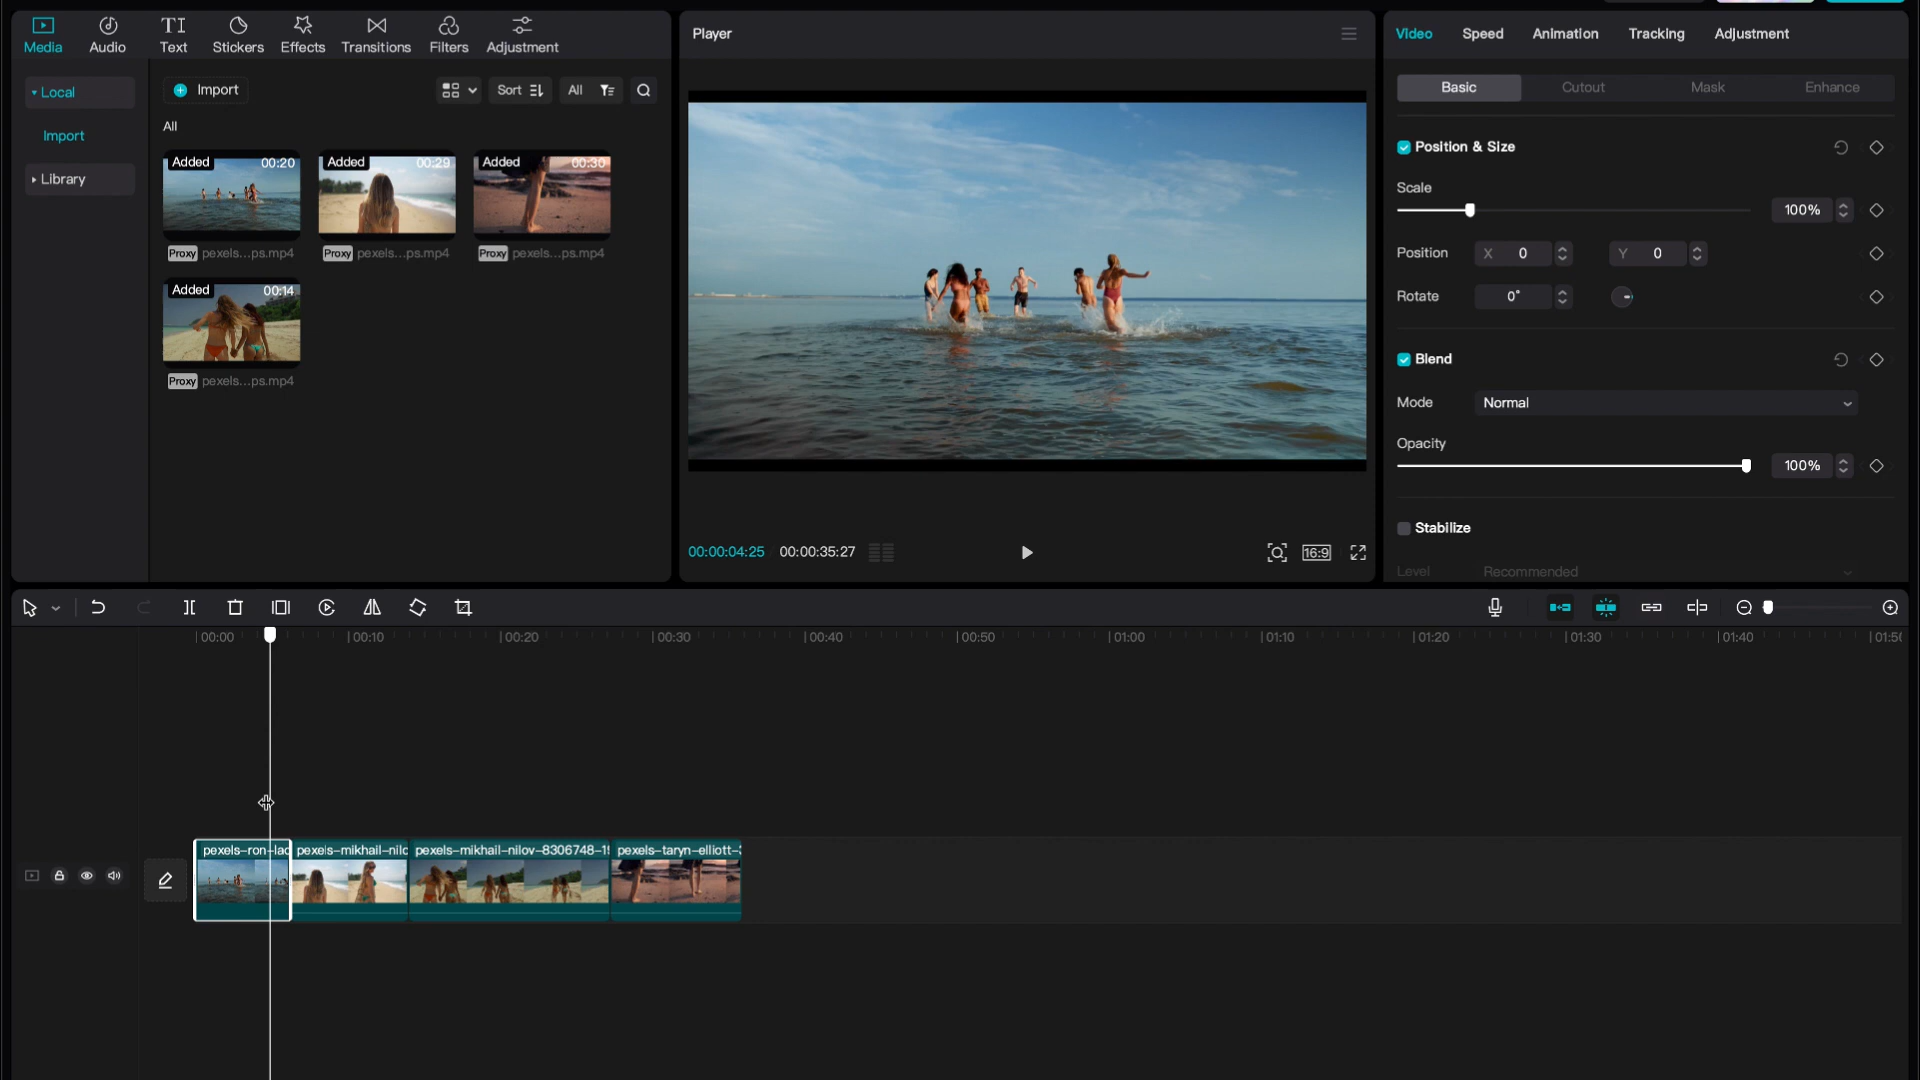 Media
Audio
TI
Text
Stickers
Effects
Transitions
Filters
Adjustment
Local
Import
Library
Import
Sort
All
All
Added 00:20
Added 00:29
Added 00:30
Proxy pexels...ps.mp4
Proxy pexels...ps.mp4
Proxy pexels...ps.mp4
Added 00:14
Proxy pexels...ps.mp4
Player
00:00:04:25 00:00:35:27
16:9
Video Speed Animation Tracking Adjustment
Basic Cutout Mask Enhance
Position & Size
Scale
100%
Position X 0 Y 0
Rotate 0°
Blend
Mode Normal
Opacity
100%
Stabilize
Level Recommended
00:00 00:10 00:20 00:30 00:40 00:50 01:00 01:10 01:20 01:30 01:40 01:50
pexels-ron-lac
pexels-mikhail-nilo
pexels-mikhail-nilov-8306748-1
pexels-taryn-elliott-